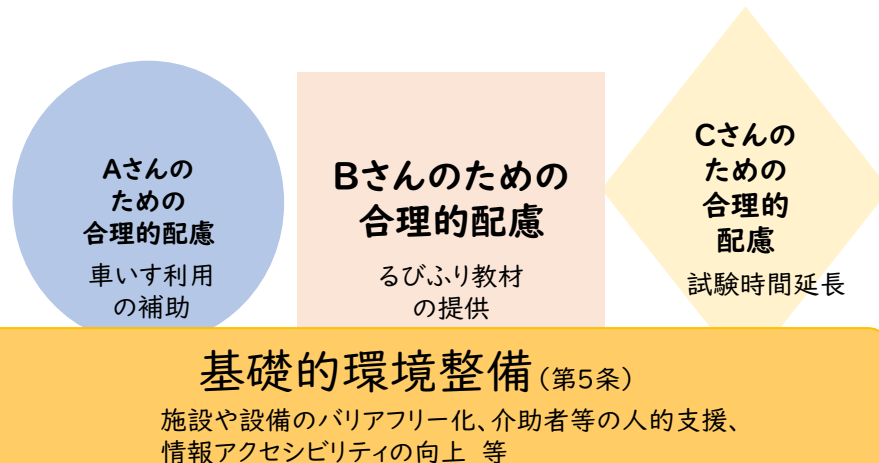 Aさんの
ための
合理的配慮
車いす利用
の補助
Bさんのための
合理的配慮
るびふり教材
の提供
Cさんの
ための
合理的
配慮
試験時間延長
基礎的環境整備(第5条)
施設や設備のバリアフリー化、介助者等の人的支援、
情報アクセシビリティの向上 等